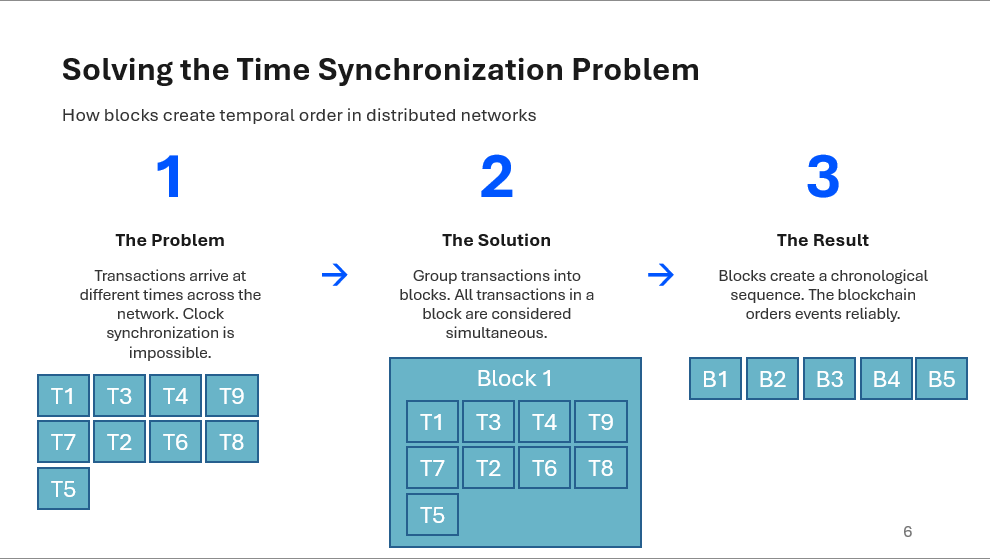 Solving the Time Synchronization Problem
How blocks create temporal order in distributed networks
1
The Problem
Transactions arrive at
different times across the
network. Clock
synchronization is
impossible.
T1 T3 T4 T9
T7 T2 T6 T8
T5
→
2
The Solution
Group transactions into
blocks. All transactions in a
block are considered
simultaneous.
Block 1
T1 T3 T4 T9
T7 T2 T6 T8
T5
→
3
The Result
Blocks create a chronological
sequence. The blockchain
orders events reliably.
B1 B2 B3 B4 B5
6